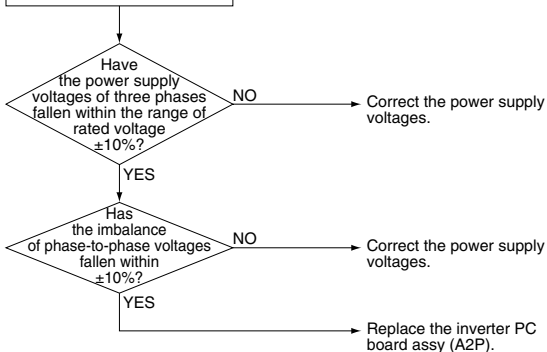 Have
the power supply
voltages of three phases
fallen within the range of
rated voltage
±10%?
NO
Correct the power supply
voltages.
YES
Has
the imbalance
of phase-to-phase voltages
fallen within
±10%?
NO
Correct the power supply
voltages.
YES
Replace the inverter PC
board assy (A2P).